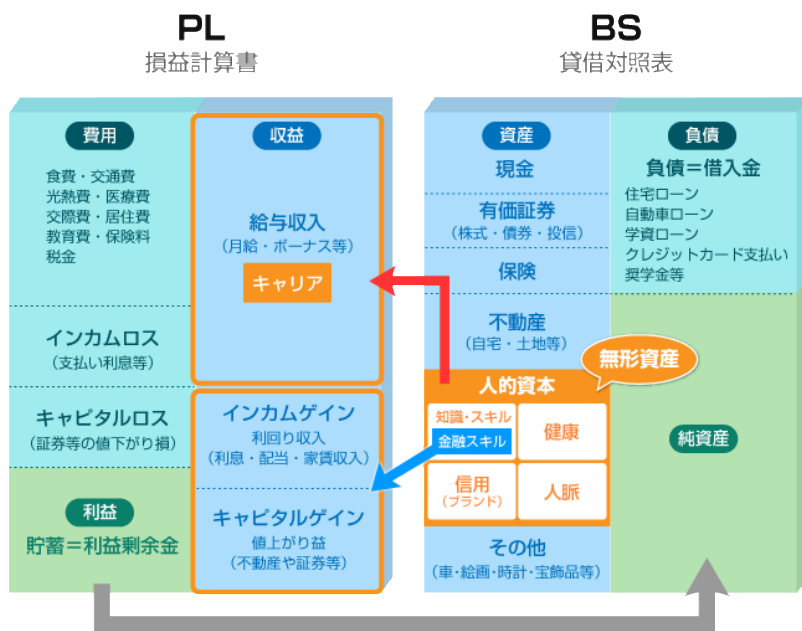 PL
損益計算書
費用
食費・交通費
光熱費・医療費
交際費・居住費
教育費・保険料
税金
インカムロス
(支払い利息等)
キャピタルロス
(証券等の値下がり損)
利益
貯蓄=利益剰余金
収益
給与収入
(月給・ボーナス等)
キャリア
インカムゲイン
利回り収入
(利息・配当・家賃収入)
キャピタルゲイン
値上がり益
(不動産や証券等)
BS
貸借対照表
資産
現金
有価証券
(株式・債券・投信)
保険
不動産
(自宅・土地等)
無形資産
人的資本
知識・スキル
金融スキル
健康
信用
(ブランド)
人脈
その他
(車・絵画・時計・宝飾品等)
負債
負債=借入金
住宅ローン
自動車ローン
学資ローン
クレジットカード支払い
奨学金等
純資産